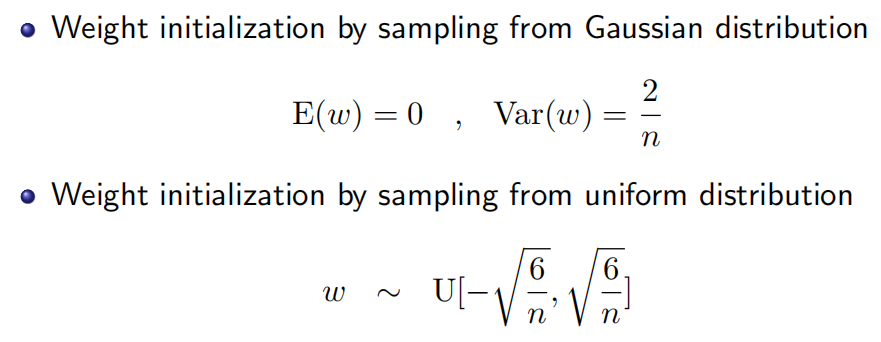 Weight initialization by sampling from Gaussian distribution
E(w) = 0 , Var(w) = 2/n
Weight initialization by sampling from uniform distribution
w ∼ U[−√(6/n), √(6/n)]